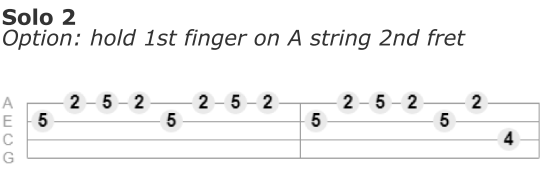 Solo 2
Option: hold 1st finger on A string 2nd fret
A 2 5 2 2 5 2 2 5 2 2
E 5 5 5 5
C 4
G